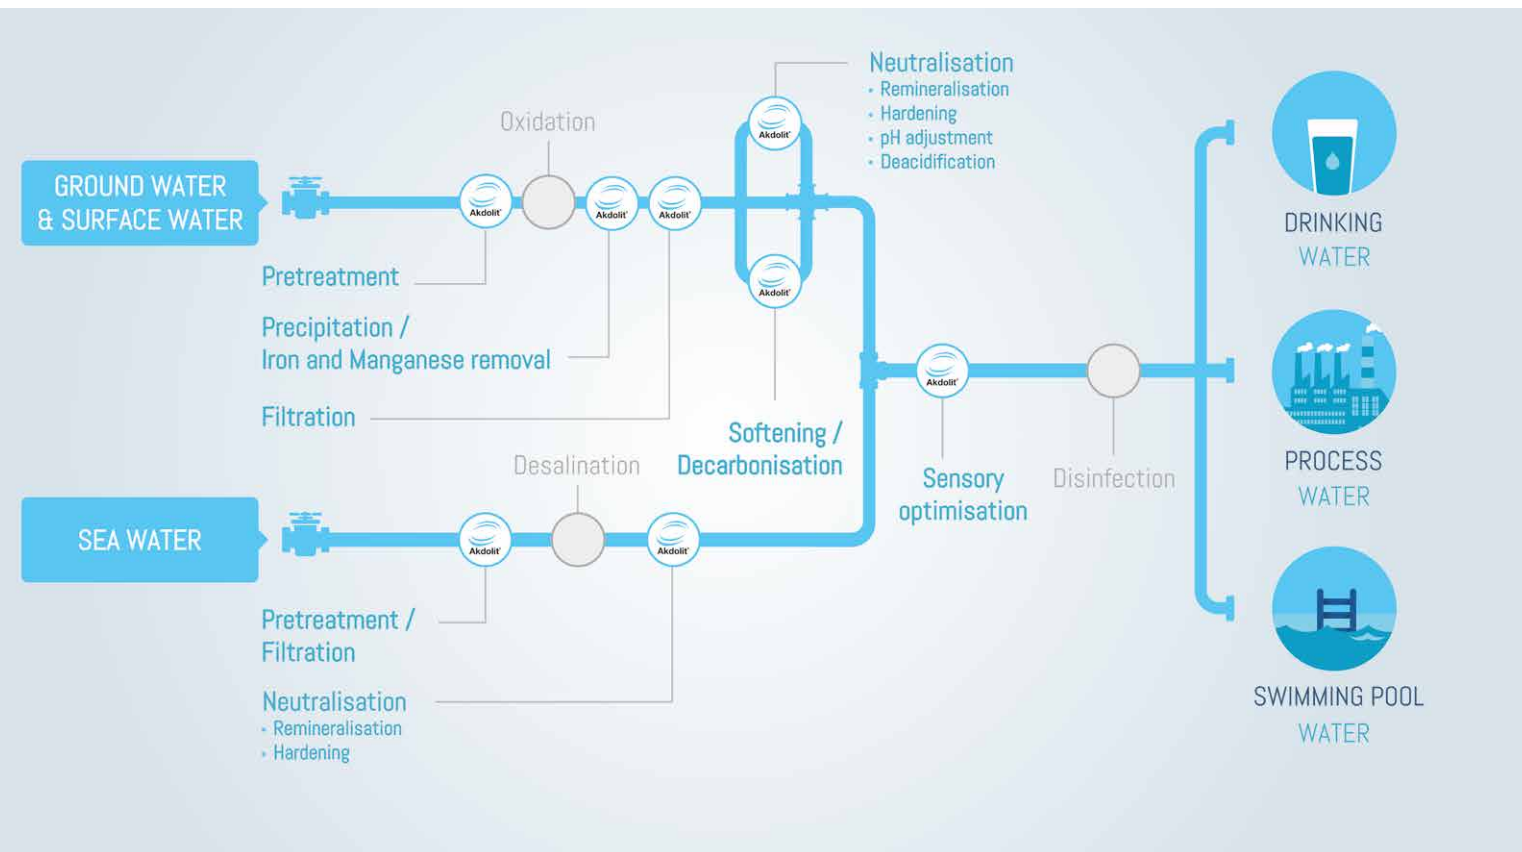 Neutralisation
• Remineralisation
• Hardening
• pH adjustment
• Deacidification
Oxidation
Akdolit®
GROUND WATER
& SURFACE WATER
Akdolit®
Akdolit®
Akdolit®
DRINKING
WATER
Pretreatment
Akdolit®
Precipitation /
Iron and Manganese removal
Akdolit®
Filtration
Softening /
Decarbonisation
PROCESS
WATER
Desalination
Sensory
optimisation
Disinfection
SEA WATER
Akdolit®
Akdolit®
Pretreatment /
Filtration
Neutralisation
• Remineralisation
• Hardening
SWIMMING POOL
WATER